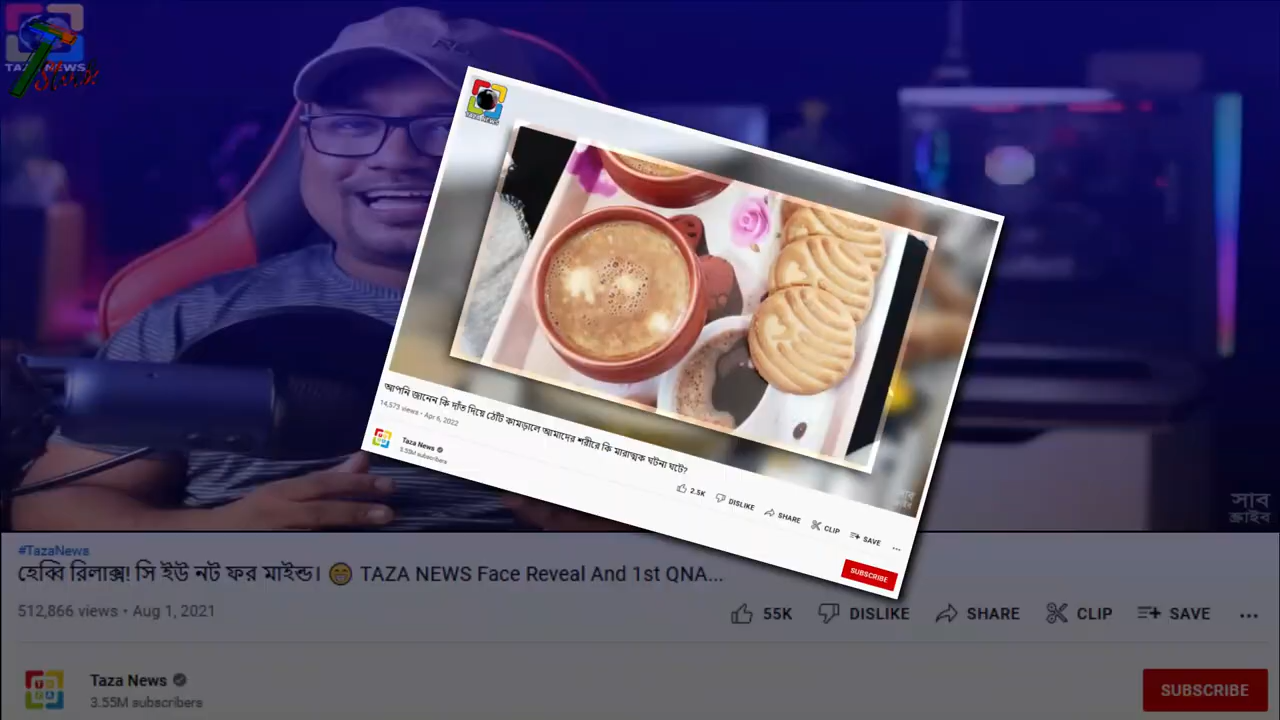 TAZA NEWS
TAZA NEWS
আপনি জানেন কি দাঁত দিয়ে ঠোঁট কামড়ালে আমাদের শরীরে কি মারাত্মক ঘটনা ঘটে?
14,573 views • Apr 6, 2022
Taza News
3.55M subscribers
2.5K DISLIKE SHARE CLIP SAVE ...
SUBSCRIBE
সাব
স্ক্রাইব
#TazaNews
হেব্বি রিলাক্স! সি ইউ নট ফর মাইন্ড। 😁 TAZA NEWS Face Reveal And 1st QNA...
512,866 views • Aug 1, 2021
55K DISLIKE SHARE CLIP SAVE ...
Taza News
3.55M subscribers
SUBSCRIBE